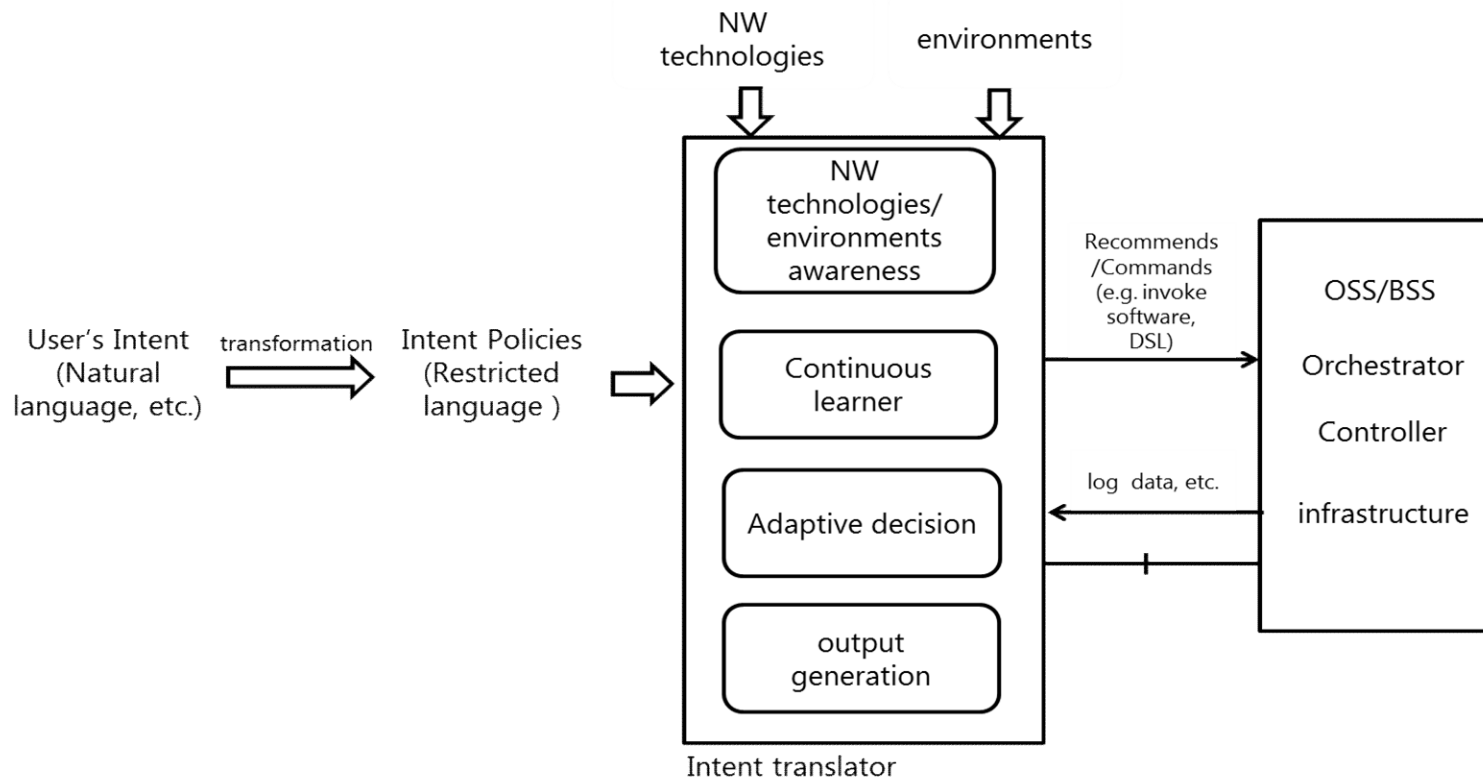 NW
technologies
environments
NW
technologies/
environments
awareness
User’s Intent
(Natural
language, etc.)
transformation
Intent Policies
(Restricted
language )
Continuous
learner
Adaptive decision
output
generation
Intent translator
Recommends
/Commands
(e.g. invoke
software,
DSL)
log  data, etc.
OSS/BSS
Orchestrator
Controller
infrastructure